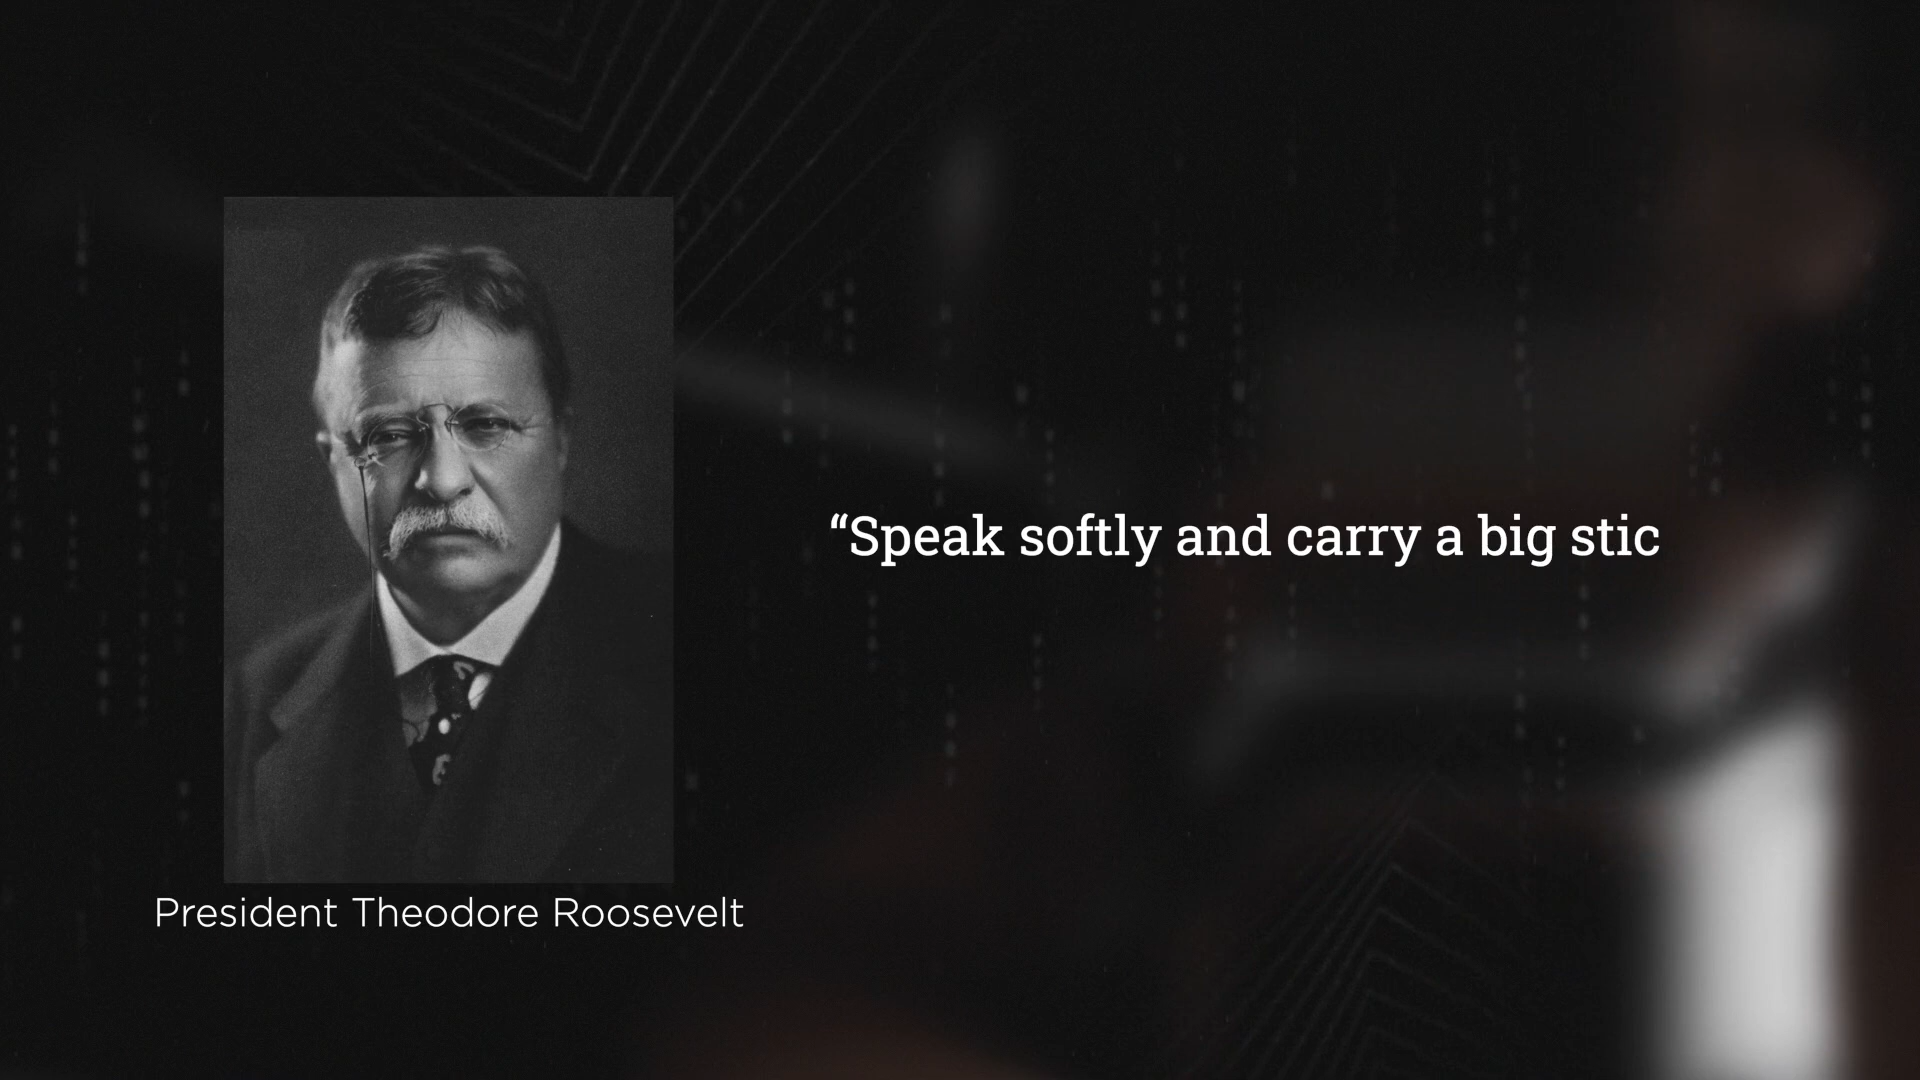 “Speak softly and carry a big stic
President Theodore Roosevelt